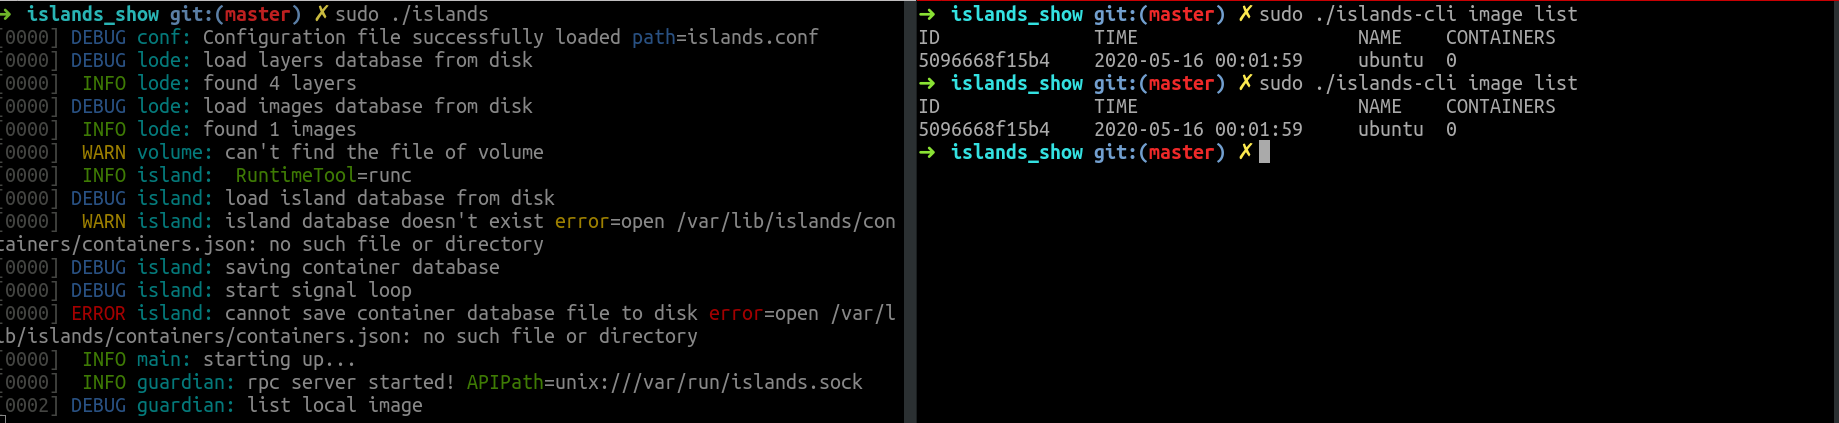 ➜ islands_show git:(master) ✗ sudo ./islands
[0000] DEBUG conf: Configuration file successfully loaded path=islands.conf
[0000] DEBUG lode: load layers database from disk
[0000]  INFO lode: found 4 layers
[0000] DEBUG lode: load images database from disk
[0000]  INFO lode: found 1 images
[0000]  WARN volume: can't find the file of volume
[0000]  INFO island:  RuntimeTool=runc
[0000] DEBUG island: load island database from disk
[0000]  WARN island: island database doesn't exist error=open /var/lib/islands/con
tainers/containers.json: no such file or directory
[0000] DEBUG island: saving container database
[0000] DEBUG island: start signal loop
[0000] ERROR island: cannot save container database file to disk error=open /var/l
ib/islands/containers/containers.json: no such file or directory
[0000]  INFO main: starting up...
[0000]  INFO guardian: rpc server started! APIPath=unix:///var/run/islands.sock
[0002] DEBUG guardian: list local image
➜ islands_show git:(master) ✗ sudo ./islands-cli image list
ID TIME NAME CONTAINERS
5096668f15b4 2020-05-16 00:01:59 ubuntu 0
➜ islands_show git:(master) ✗ sudo ./islands-cli image list
ID TIME NAME CONTAINERS
5096668f15b4 2020-05-16 00:01:59 ubuntu 0
➜ islands_show git:(master) ✗